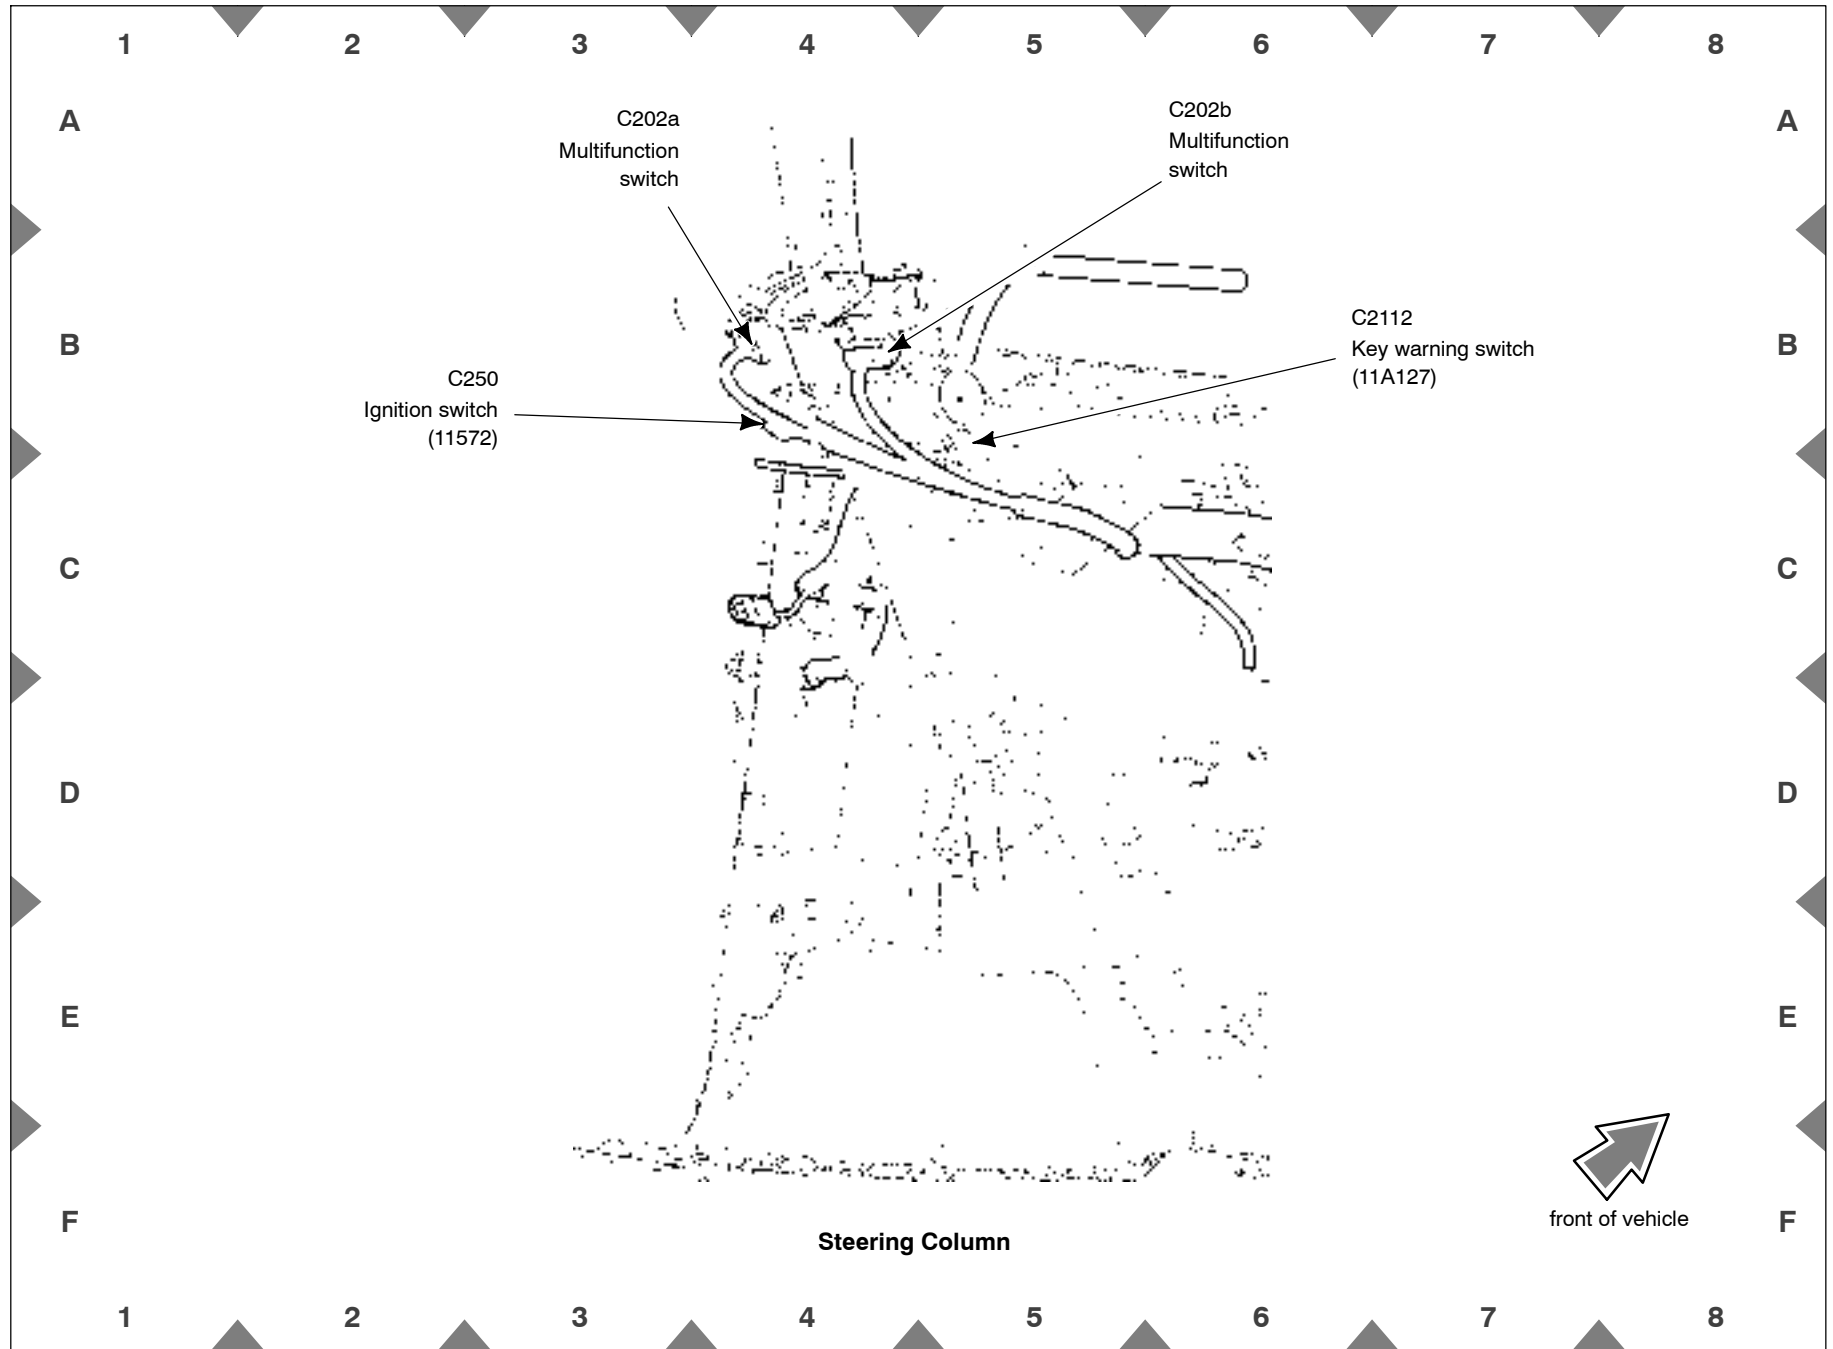 1 2 3 4 5 6 7 8
A A
C202a
Multifunction
switch
C202b
Multifunction
switch
B B
C250
Ignition switch
(11572)
C2112
Key warning switch
(11A127)
C C
D D
E E
front of vehicle
F F
Steering Column
1 2 3 4 5 6 7 8